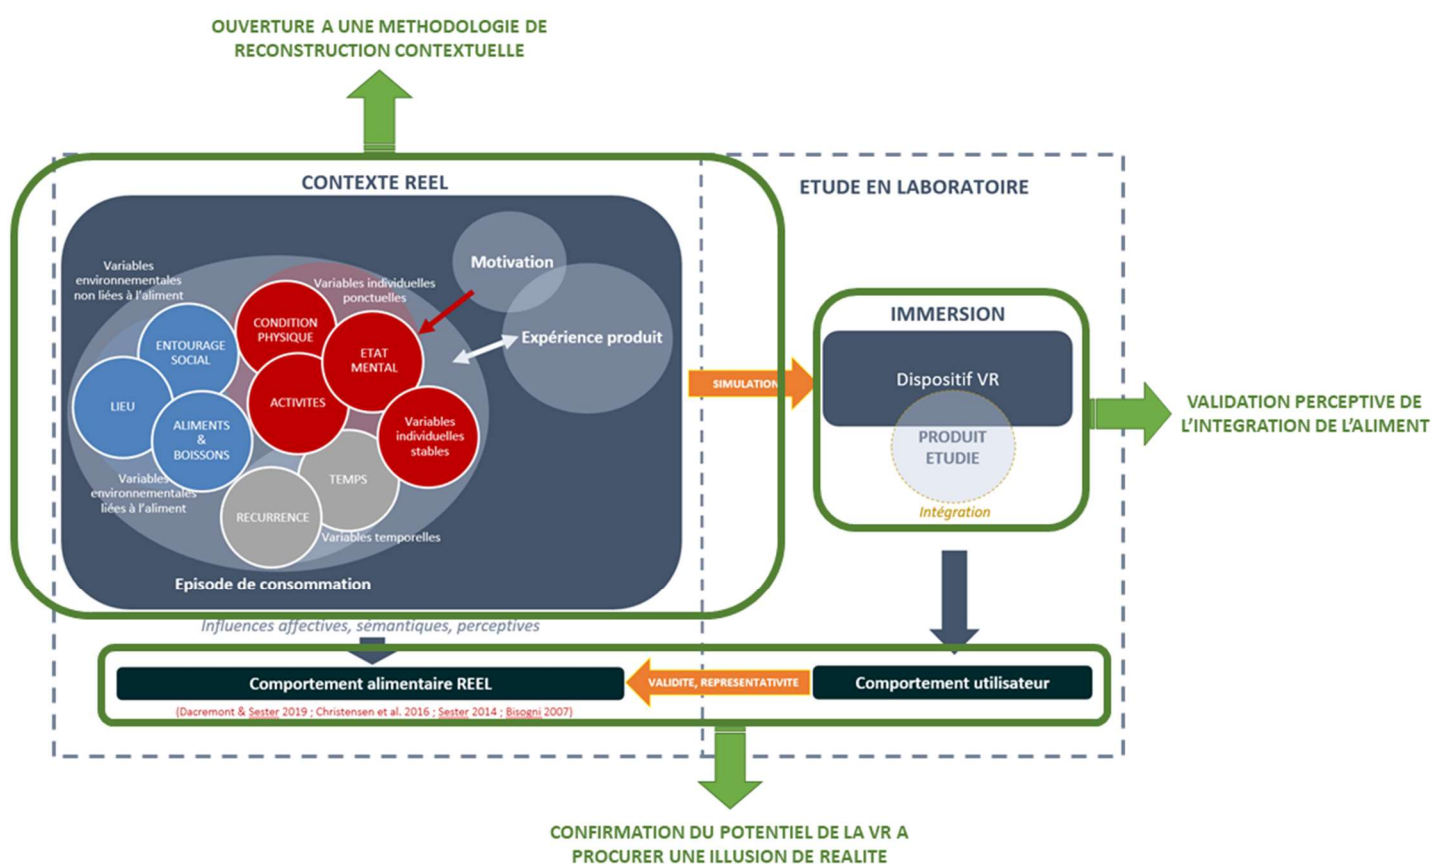 OUVERTURE A UNE METHODOLOGIE DE
RECONSTRUCTION CONTEXTUELLE
CONTEXTE REEL
ETUDE EN LABORATOIRE
Variables
environnementales
non liées à l'aliment
Variables individuelles
ponctuelles
Motivation
Expérience produit
CONDITION
PHYSIQUE
ENTOURAGE
SOCIAL
ETAT
MENTAL
LIEU
ACTIVITES
ALIMENTS
&
BOISSONS
Variables
individuelles
stables
TEMPS
RECURRENCE
Variables
environnementales
liées à l'aliment
Variables temporelles
Episode de consommation
SIMULATION
IMMERSION
Dispositif VR
PRODUIT
ETUDIE
Intégration
VALIDATION PERCEPTIVE DE
L'INTEGRATION DE L'ALIMENT
Influences affectives, sémantiques, perceptives
Comportement alimentaire REEL
VALIDITE, REPRESENTATIVITE
Comportement utilisateur
(Dacremont & Sester 2019 ; Christensen et al. 2016 ; Sester 2014 ; Bisogni 2007)
CONFIRMATION DU POTENTIEL DE LA VR A
PROCURER UNE ILLUSION DE REALITE